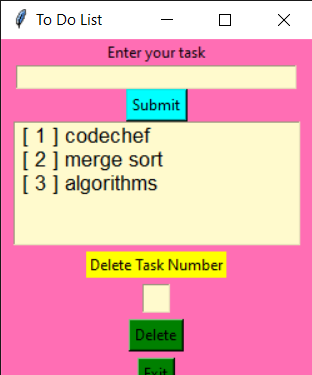 To Do List
Enter your task
Submit
[ 1 ] codechef
[ 2 ] merge sort
[ 3 ] algorithms
Delete Task Number
Delete
Exit